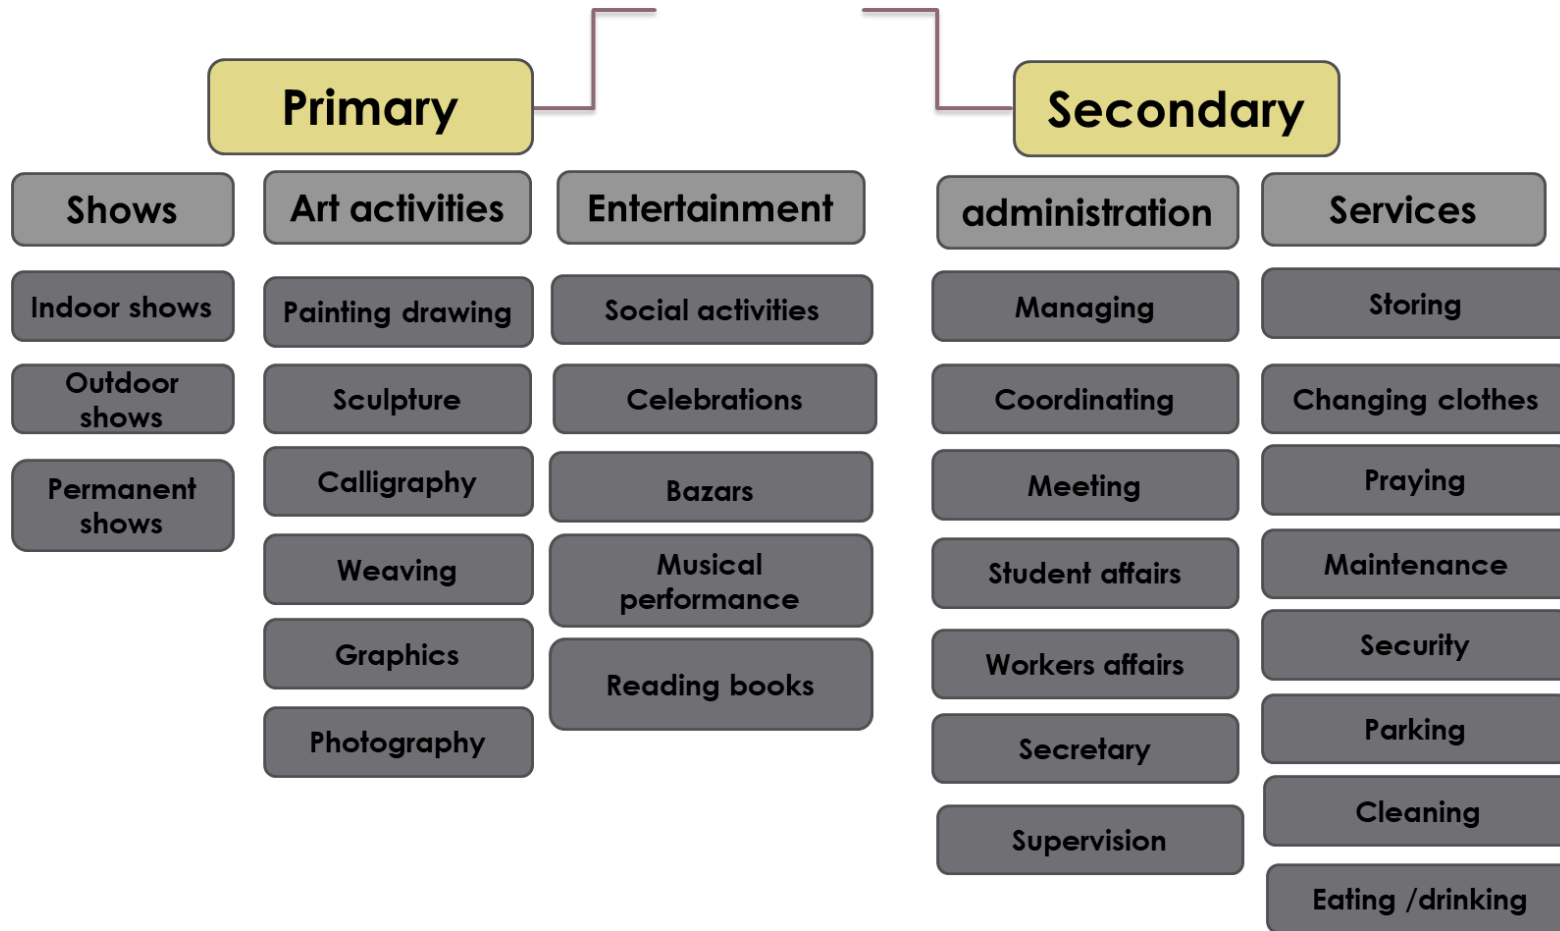 Primary
Secondary
Shows
Indoor shows
Outdoor
shows
Permanent
shows
Art activities
Painting drawing
Sculpture
Calligraphy
Weaving
Graphics
Photography
Entertainment
Social activities
Celebrations
Bazars
Musical
performance
Reading books
administration
Managing
Coordinating
Meeting
Student affairs
Workers affairs
Secretary
Supervision
Services
Storing
Changing clothes
Praying
Maintenance
Security
Parking
Cleaning
Eating /drinking